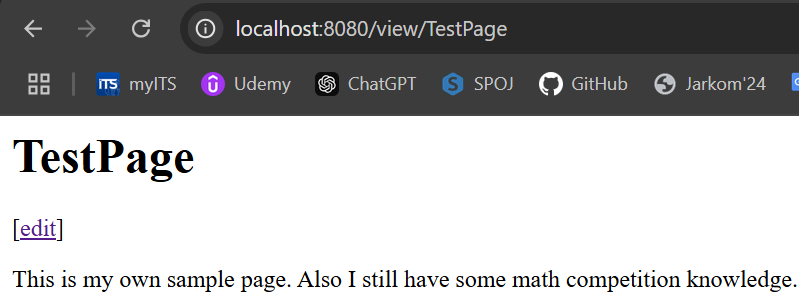 localhost:8080/view/TestPage
iTS myITS Udemy ChatGPT S SPOJ GitHub Jarkom'24
TestPage
[edit]
This is my own sample page. Also I still have some math competition knowledge.